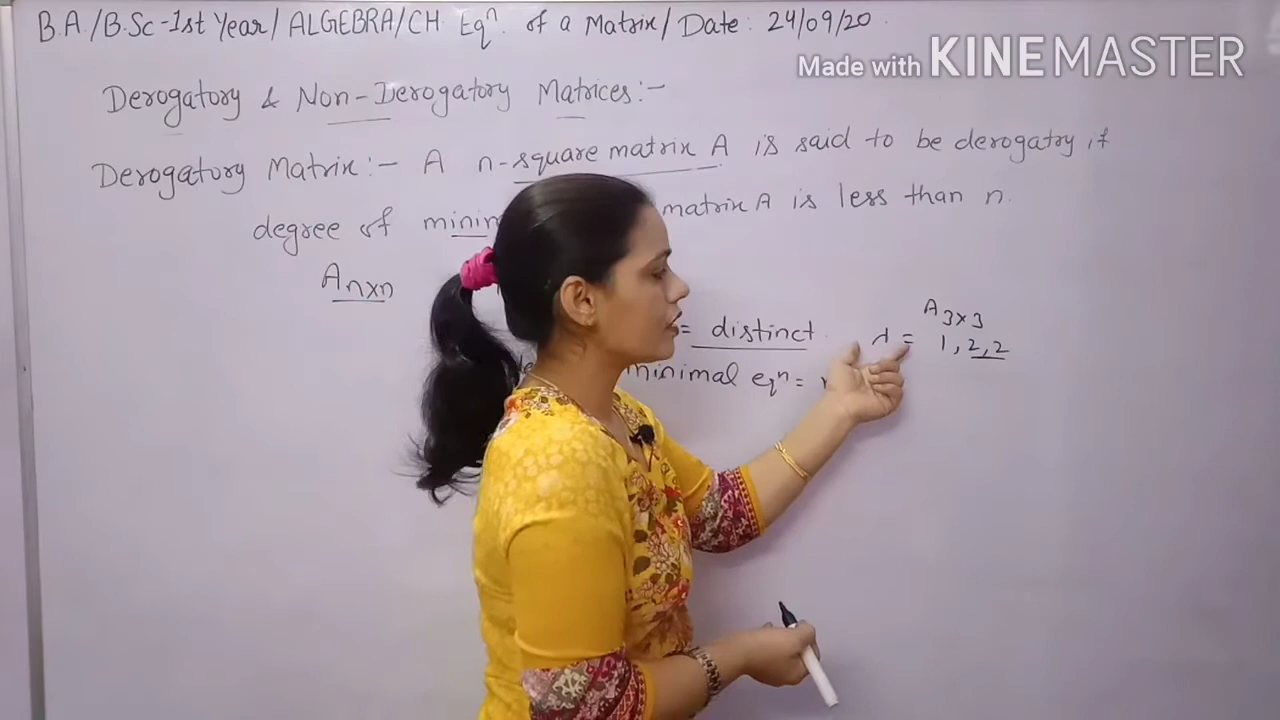 B.A./B.Sc-1st Year/ ALGEBRA/CH Eqⁿ. of a Matrix/ Date: 24/09/20
Made with KINEMASTER
Derogatory & Non-Derogatory Matrices:-
Derogatory Matrix:- A n-square matrix A is said to be derogatry if
degree of matrix A is less than n.
Anxn
A3x3
= distinct = 1,2,2
minimal eqⁿ =